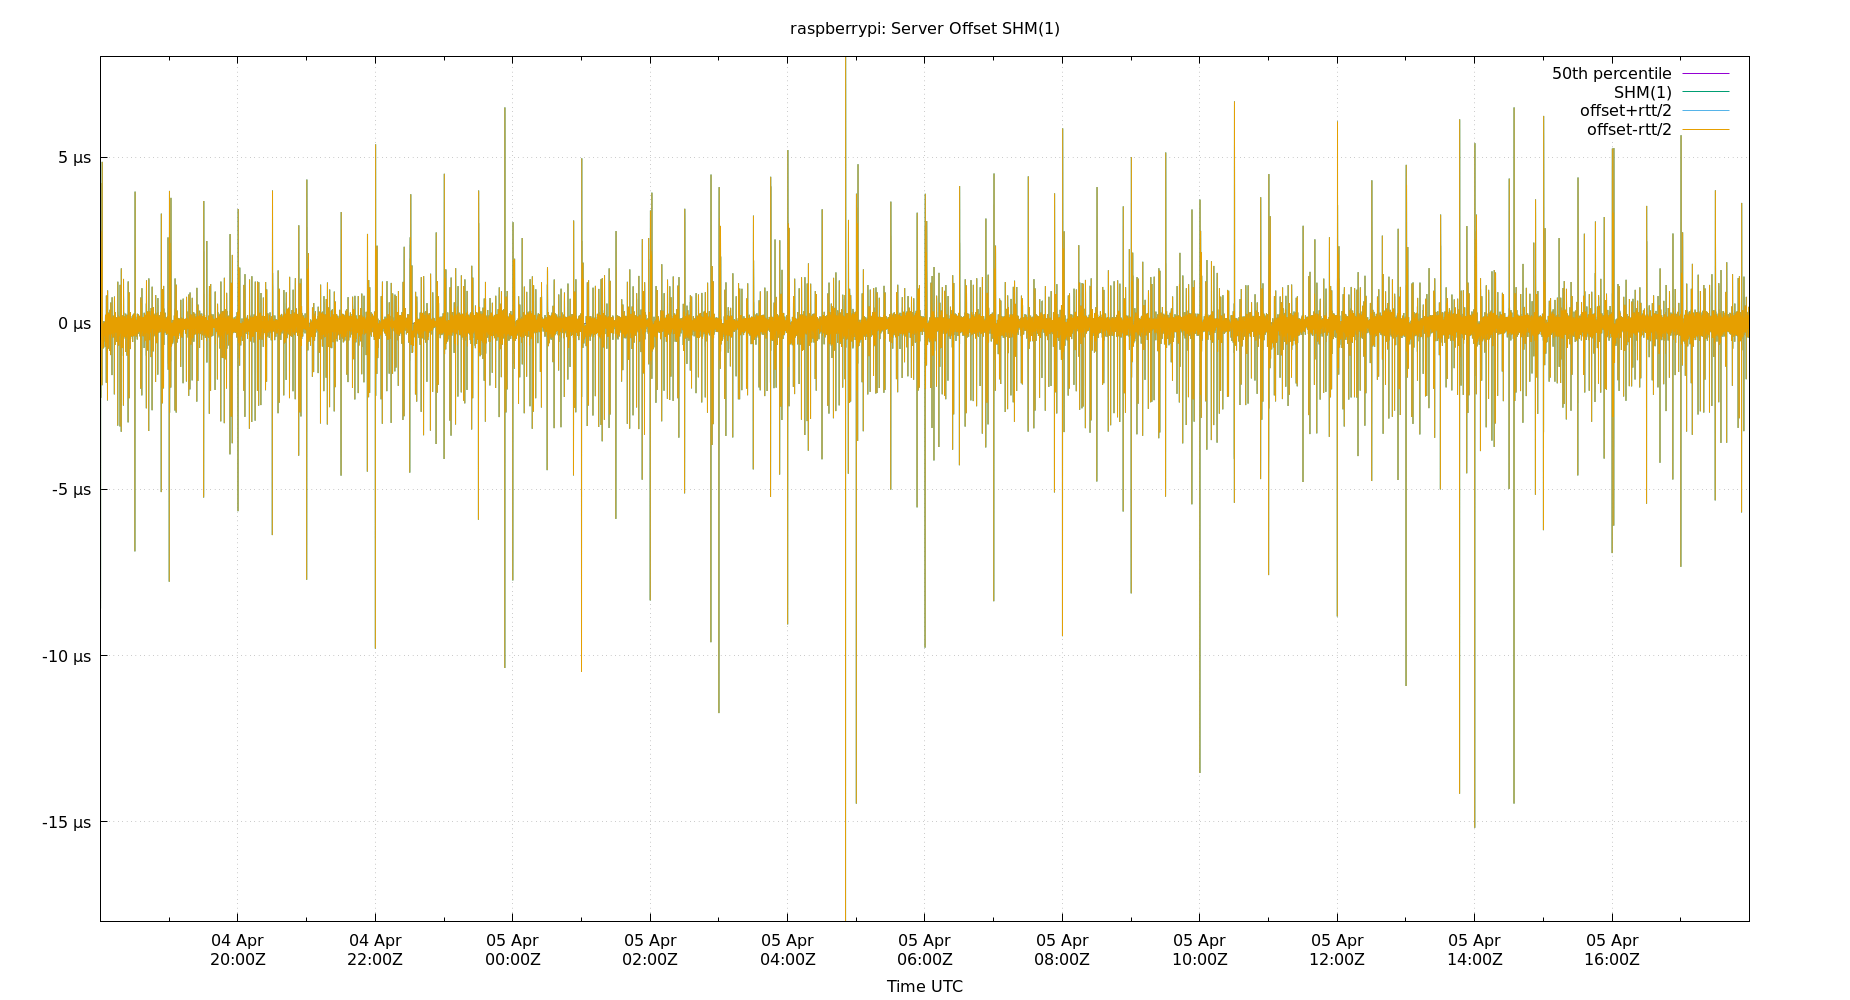 raspberrypi: Server Offset SHM(1)
50th percentile
SHM(1)
offset+rtt/2
offset-rtt/2
5 µs
0 µs
-5 µs
-10 µs
-15 µs
04 Apr 04 Apr 05 Apr 05 Apr 05 Apr 05 Apr 05 Apr 05 Apr 05 Apr 05 Apr 05 Apr
20:00Z 22:00Z 00:00Z 02:00Z 04:00Z 06:00Z 08:00Z 10:00Z 12:00Z 14:00Z 16:00Z
Time UTC